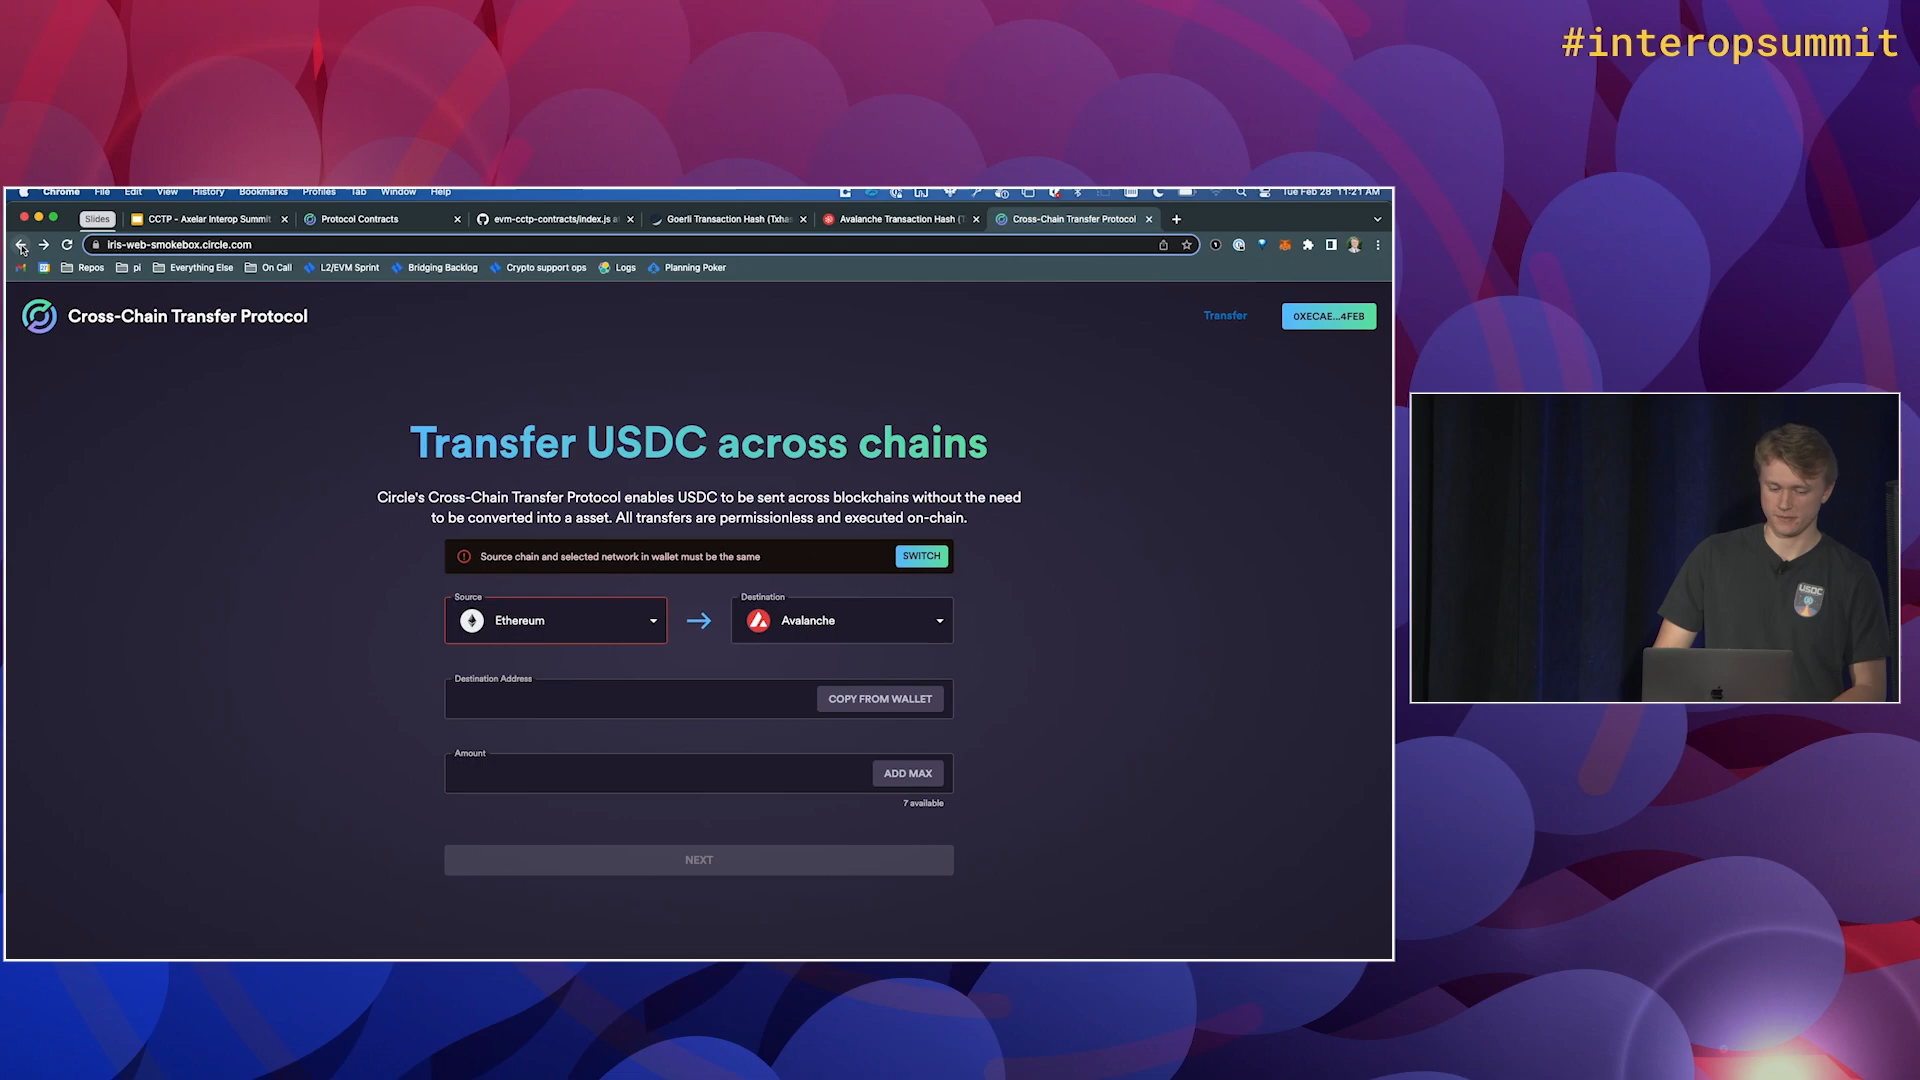 #interopsummit
Chrome File Edit View History Bookmarks Profiles Tab Window Help
Tue Feb 28 11:21 AM
Slides
CCTP - Axelar Interop Summit
Protocol Contracts
evm-cctp-contracts/index.js a
Goerli Transaction Hash (Txhas
Avalanche Transaction Hash (T
Cross-Chain Transfer Protocol
iris-web-smokebox.circle.com
Repos
pi
Everything Else
On Call
L2/EVM Sprint
Bridging Backlog
Crypto support ops
Logs
Planning Poker
Cross-Chain Transfer Protocol
Transfer
0XECAE...4FEB
Transfer USDC across chains
Circle's Cross-Chain Transfer Protocol enables USDC to be sent across blockchains without the need
to be converted into a asset. All transfers are permissionless and executed on-chain.
Source chain and selected network in wallet must be the same
SWITCH
Source
Ethereum
Destination
Avalanche
Destination Address
COPY FROM WALLET
Amount
ADD MAX
7 available
NEXT
USDC